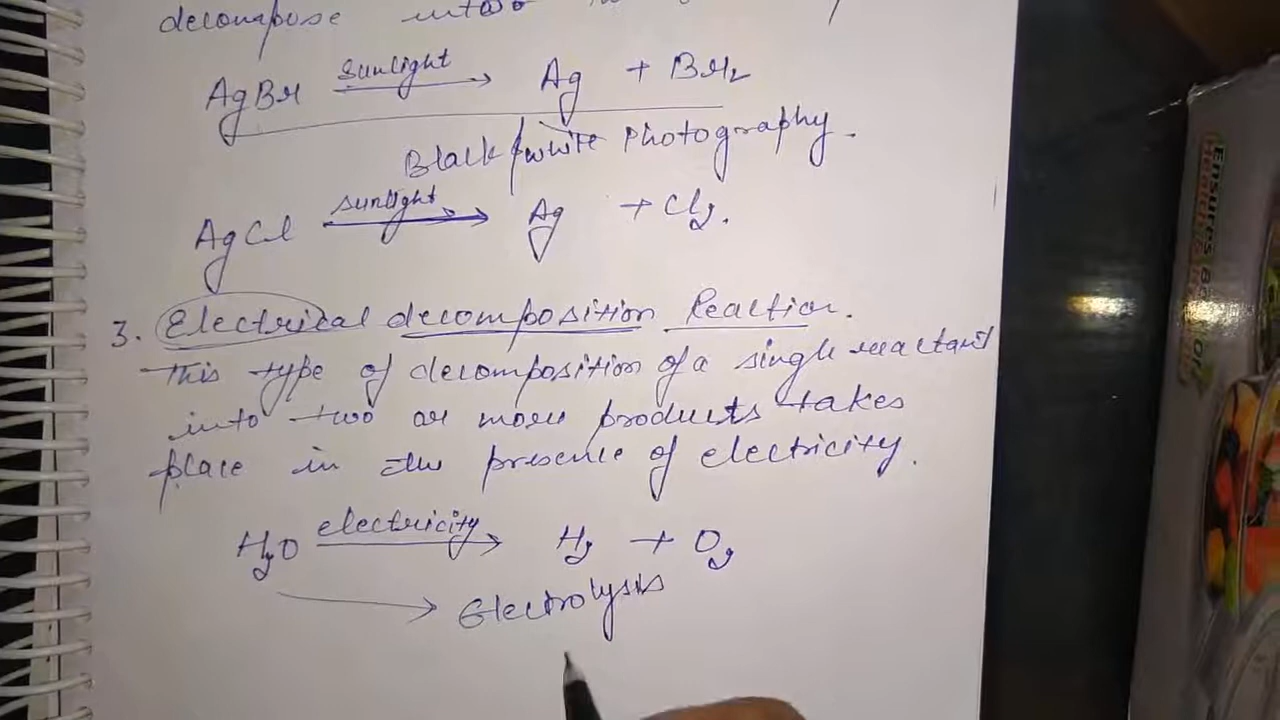 decompose into
AgBr sunlight Ag + Br₂
Black/white Photography.
AgCl sunlight Ag + Cl₂.
3. Electrical decomposition Reaction.
This type of decomposition of a single reactant
into two or more products takes
place in the presence of electricity.
H₂O electricity H₂ + O₂
Electrolysis
Ensures